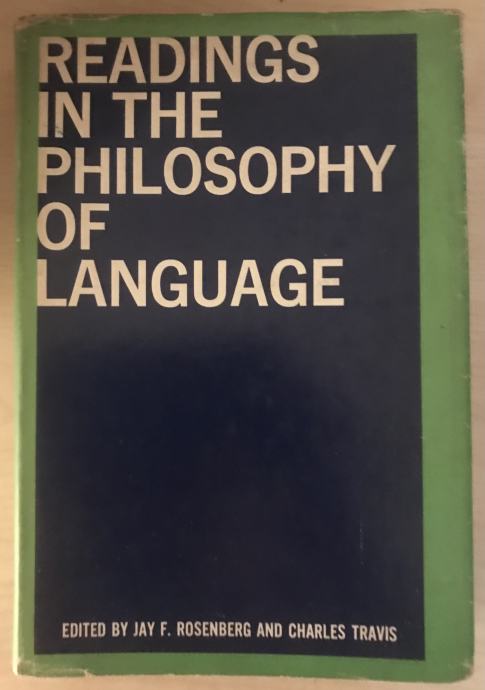 READINGS
IN THE
PHILOSOPHY
OF
LANGUAGE
EDITED BY JAY F. ROSENBERG AND CHARLES TRAVIS